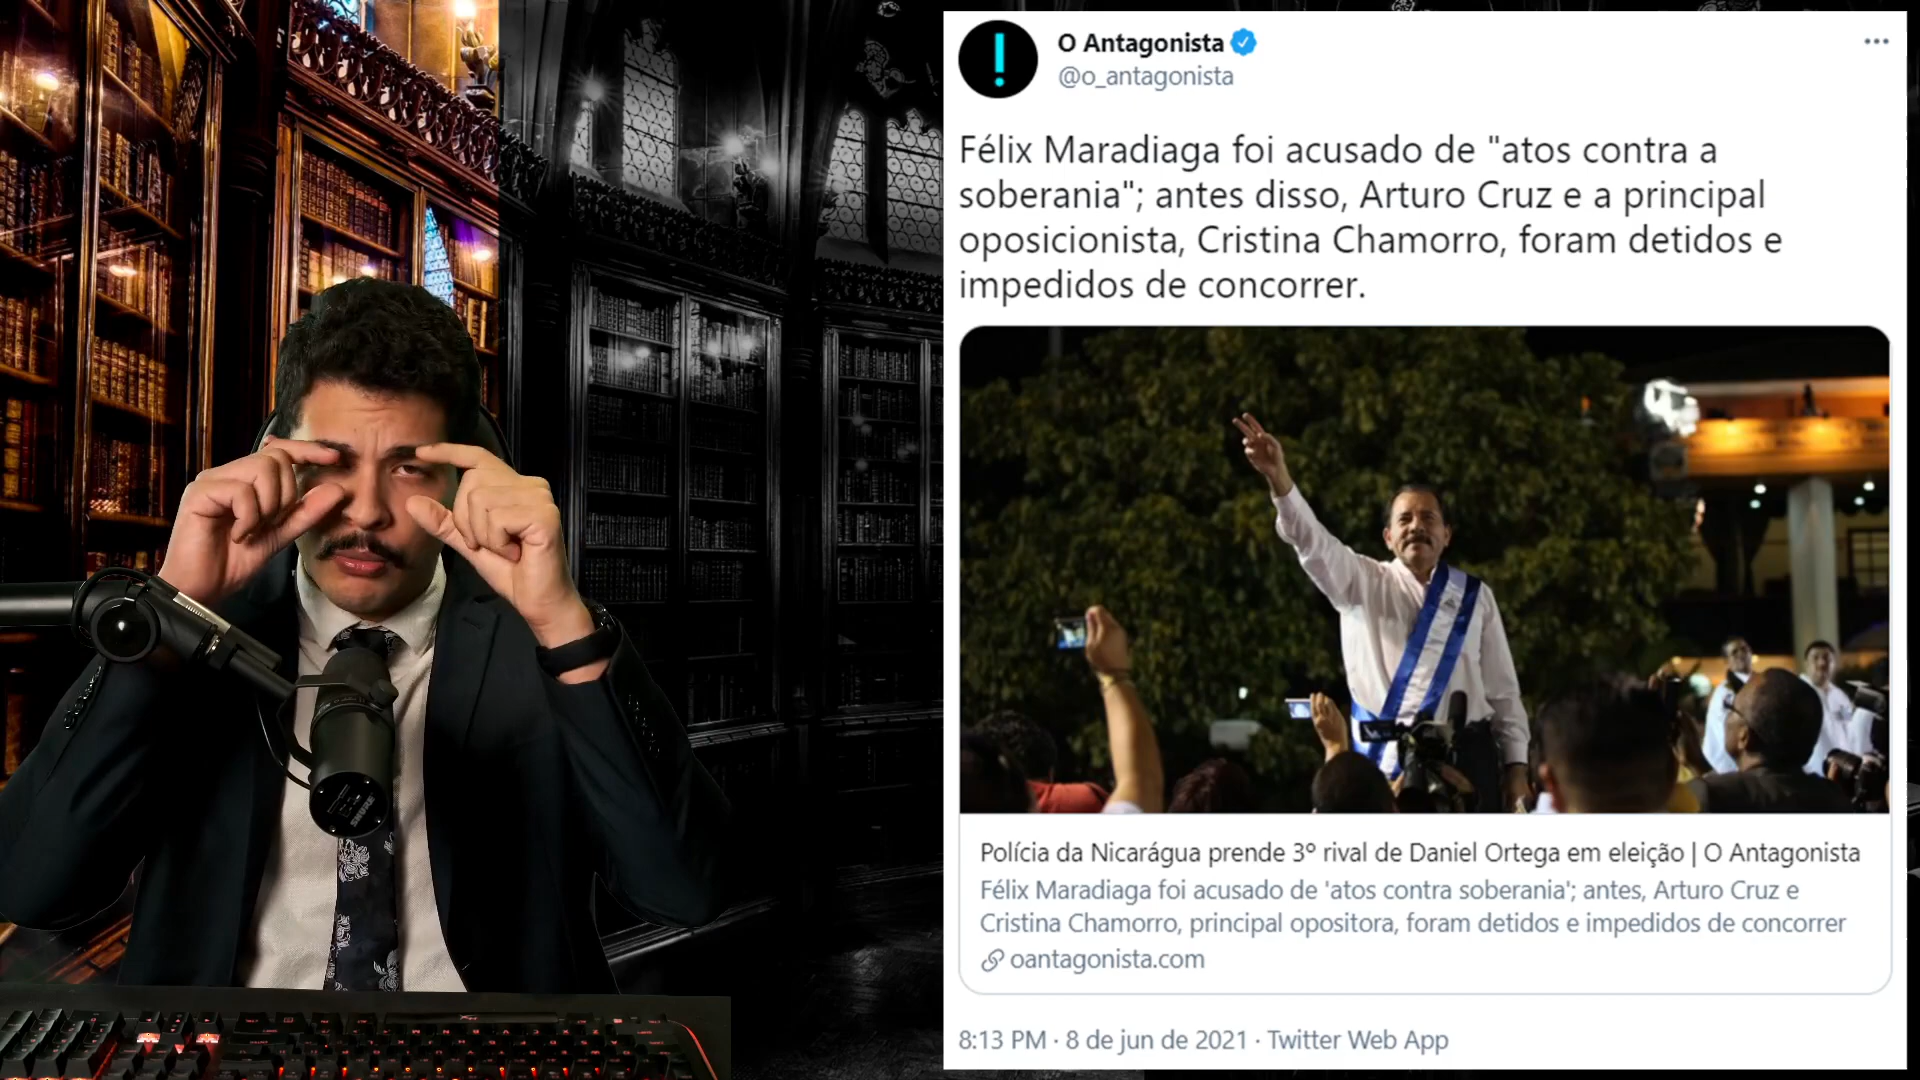 O Antagonista
@o_antagonista
Félix Maradiaga foi acusado de "atos contra a
soberania"; antes disso, Arturo Cruz e a principal
oposicionista, Cristina Chamorro, foram detidos e
impedidos de concorrer.
Polícia da Nicarágua prende 3º rival de Daniel Ortega em eleição | O Antagonista
Félix Maradiaga foi acusado de 'atos contra soberania'; antes, Arturo Cruz e
Cristina Chamorro, principal opositora, foram detidos e impedidos de concorrer
oantagonista.com
8:13 PM · 8 de jun de 2021 · Twitter Web App
SHURE